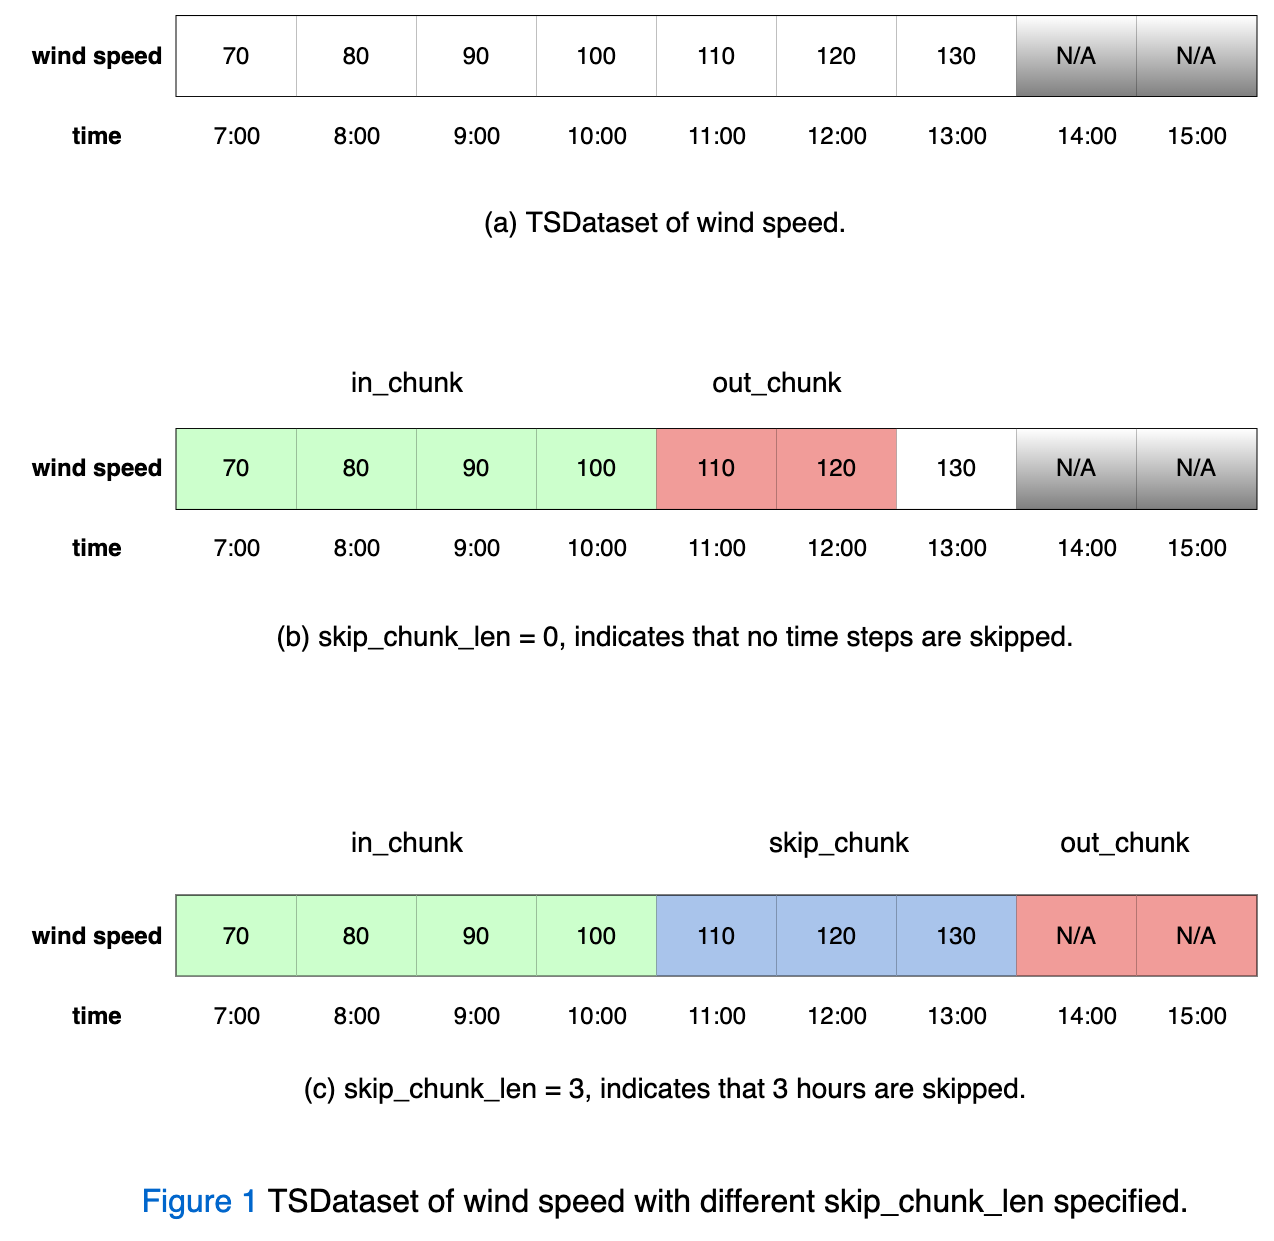 wind speed 70 80 90 100 110 120 130 N/A N/A
time 7:00 8:00 9:00 10:00 11:00 12:00 13:00 14:00 15:00
(a) TSDataset of wind speed.
in_chunk out_chunk
wind speed 70 80 90 100 110 120 130 N/A N/A
time 7:00 8:00 9:00 10:00 11:00 12:00 13:00 14:00 15:00
(b) skip_chunk_len = 0, indicates that no time steps are skipped.
in_chunk skip_chunk out_chunk
wind speed 70 80 90 100 110 120 130 N/A N/A
time 7:00 8:00 9:00 10:00 11:00 12:00 13:00 14:00 15:00
(c) skip_chunk_len = 3, indicates that 3 hours are skipped.
Figure 1 TSDataset of wind speed with different skip_chunk_len specified.